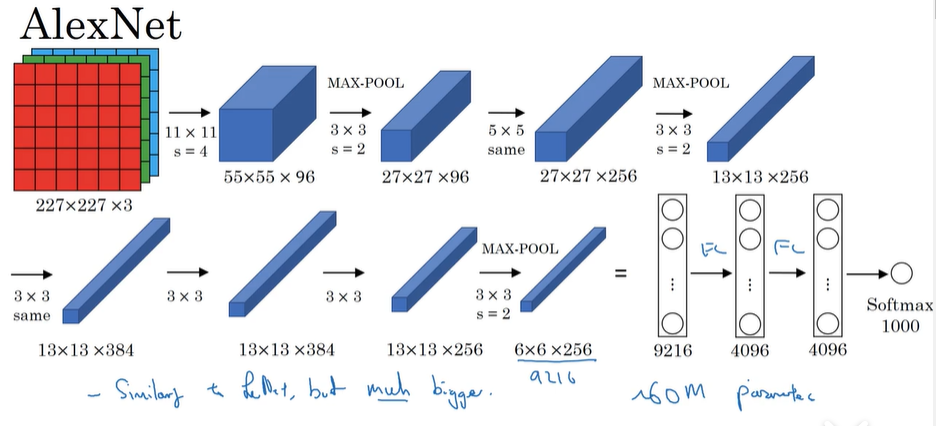 AlexNet
11 × 11
s = 4
MAX-POOL
3 × 3
s = 2
5 × 5
same
MAX-POOL
3 × 3
s = 2
227×227 ×3
55×55 × 96
27×27 ×96
27×27 ×256
13×13 ×256
3 × 3
same
3 × 3
3 × 3
MAX-POOL
3 × 3
s = 2
=
FC
FC
⋮
⋮
⋮
Softmax
1000
13×13 ×384
13×13 ×384
13×13 ×256
6×6 ×256
9216
4096
4096
9216
- Similary to LeNet, but much bigger.
~60M